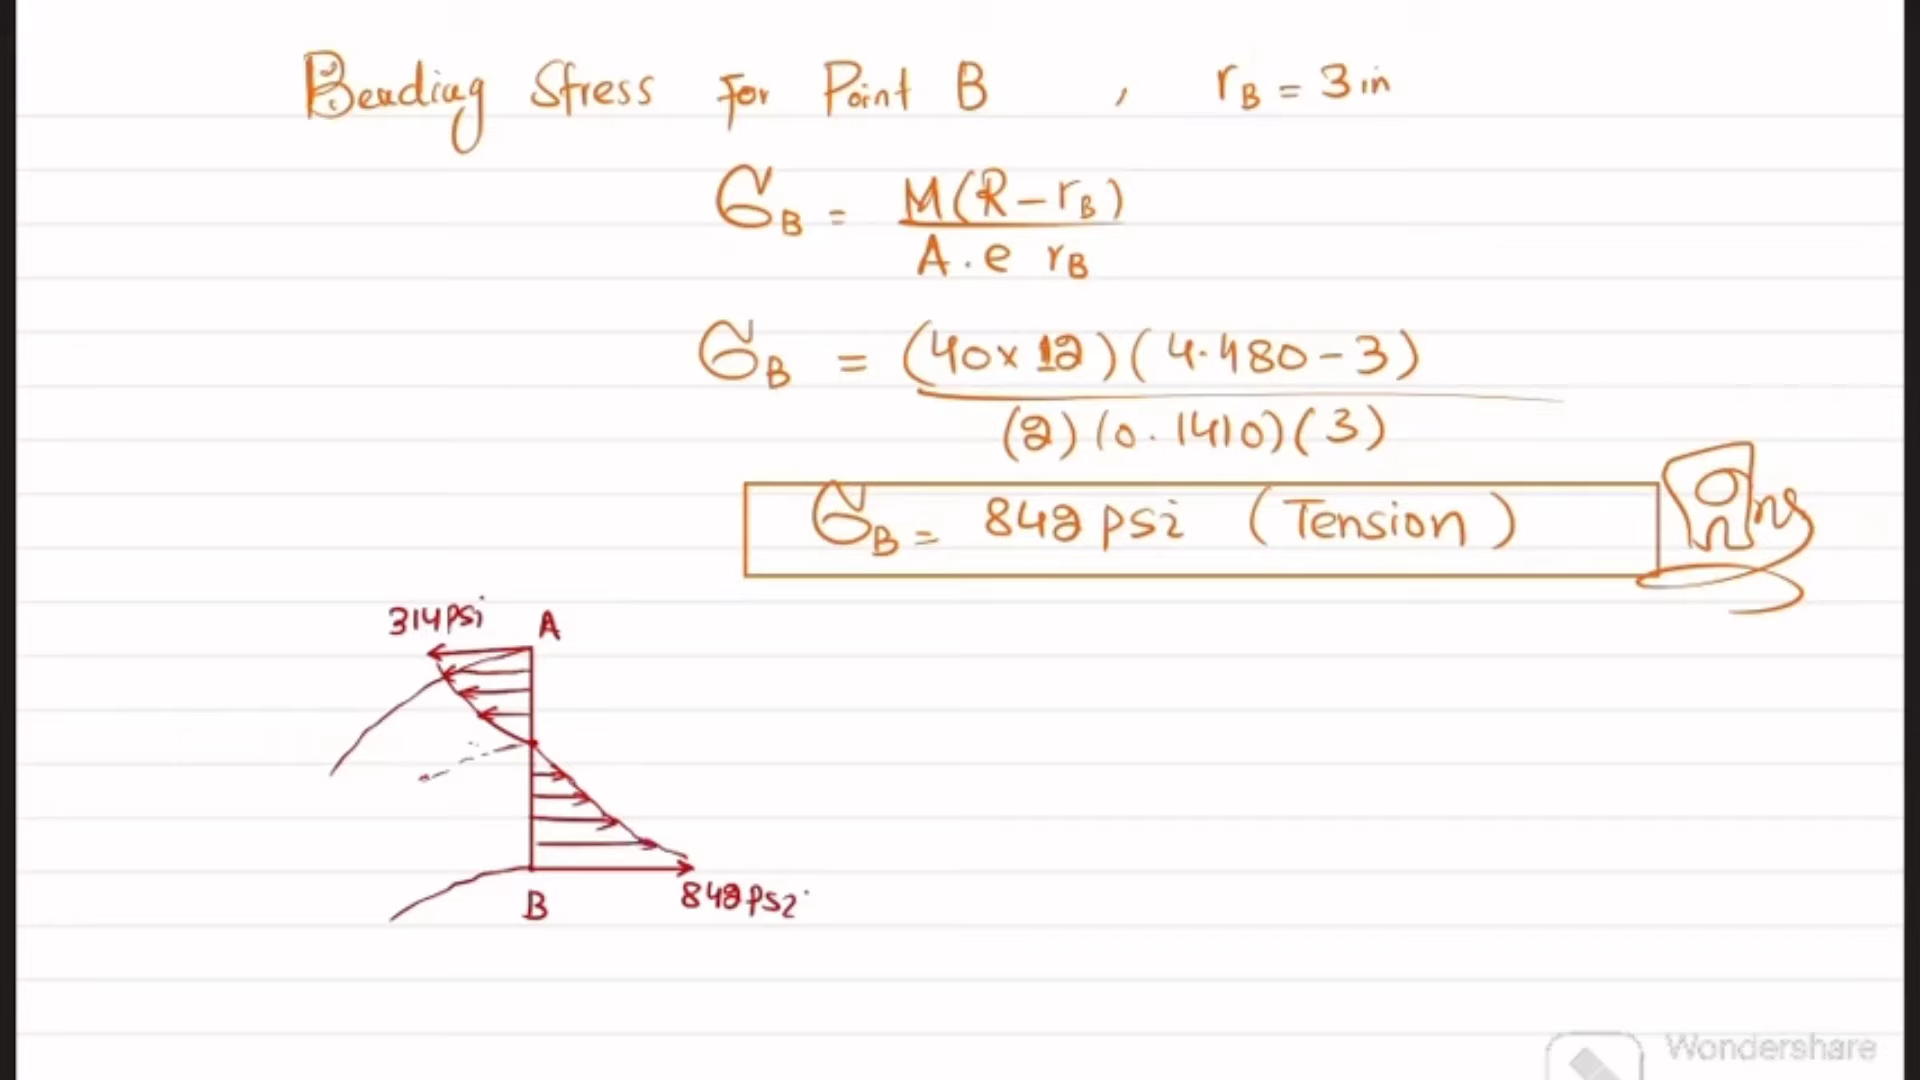 Bending Stress For Point B , rB = 3 in
σB = M(R - rB) / A . e rB
σB = (40 x 12) (4.480 - 3) / (2) (0.1410) (3)
σB = 842 psi (Tension) Ans
314 psi A
B 842 psi
Wondershare